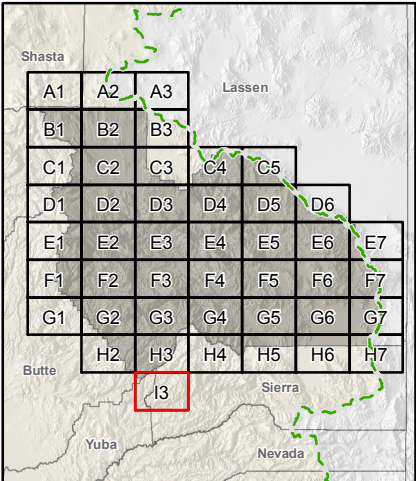 Shasta
Lassen
A1 A2 A3
B1 B2 B3
C1 C2 C3 C4 C5
D1 D2 D3 D4 D5 D6
E1 E2 E3 E4 E5 E6 E7
F1 F2 F3 F4 F5 F6 F7
G1 G2 G3 G4 G5 G6 G7
H2 H3 H4 H5 H6 H7
Butte
I3
Sierra
Yuba
Nevada